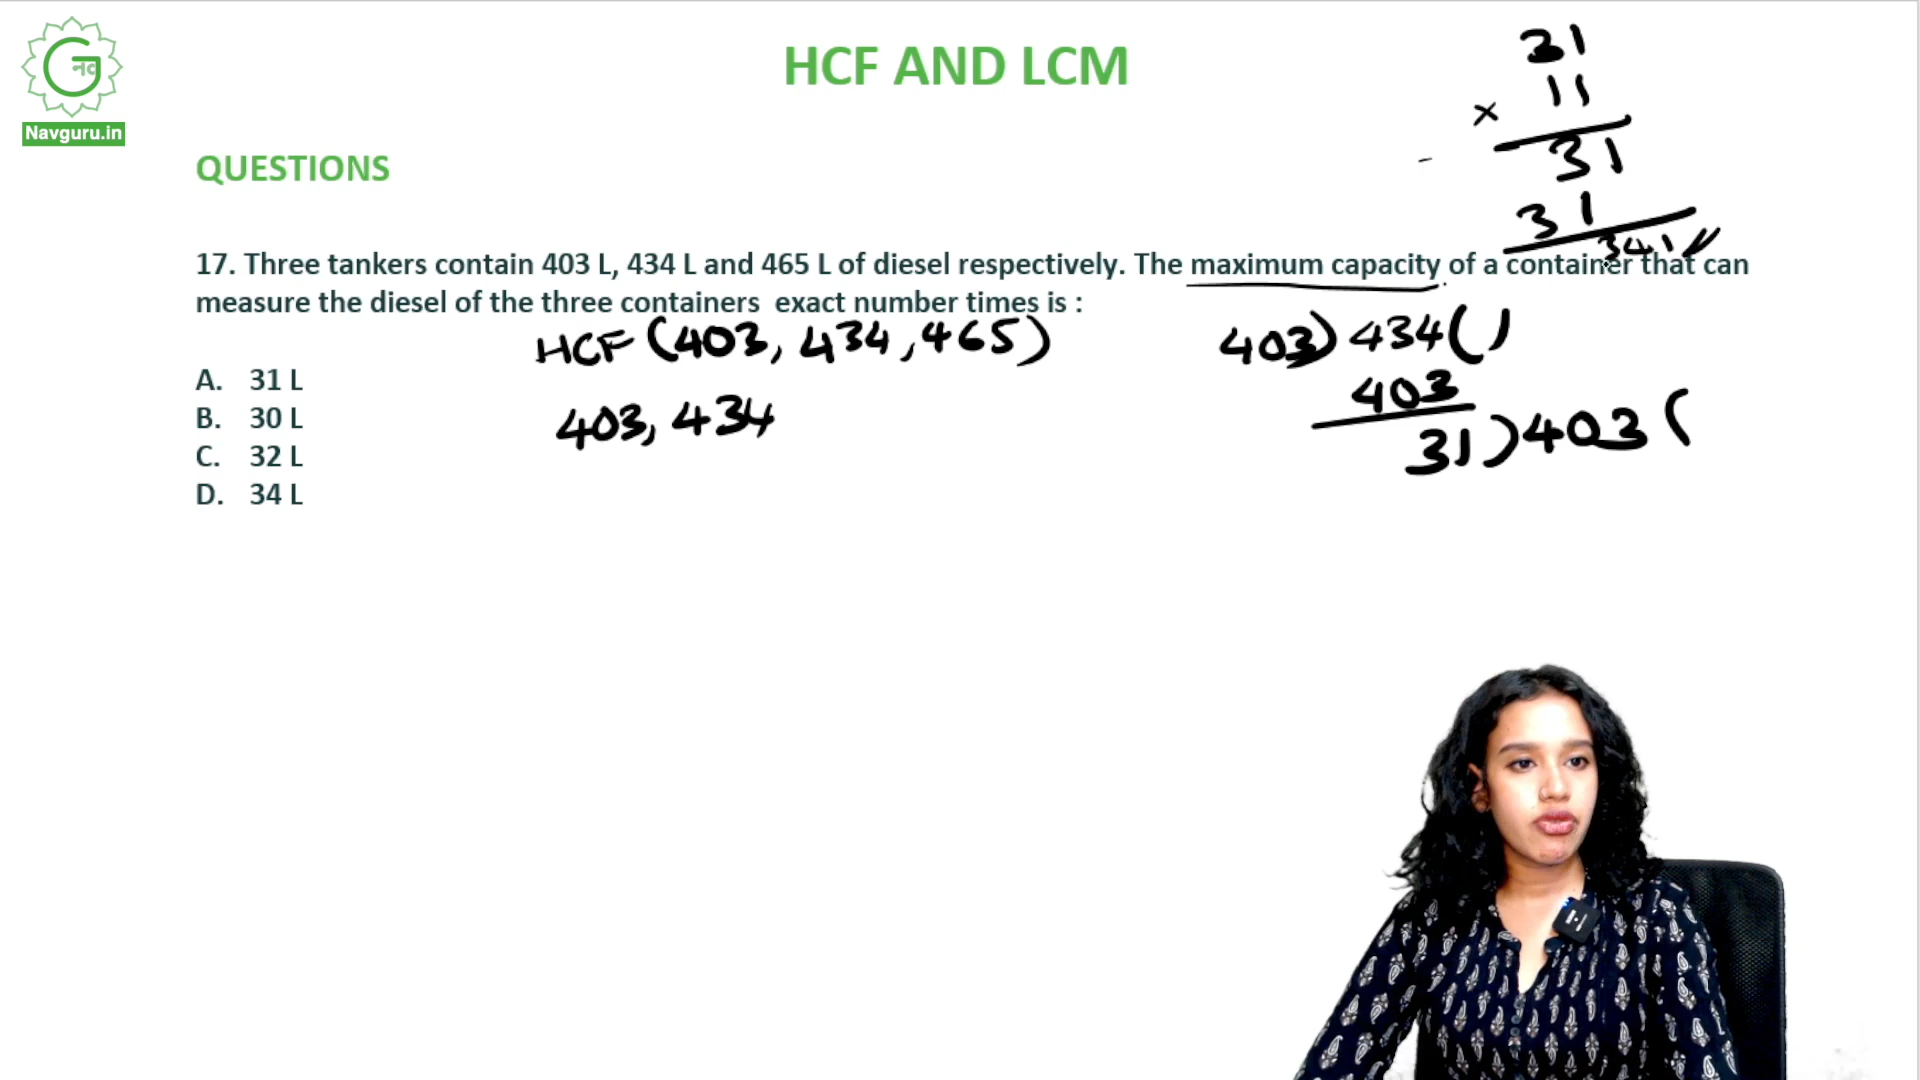 नव
Navguru.in
HCF AND LCM
31
× 11
31
31
341
QUESTIONS
17. Three tankers contain 403 L, 434 L and 465 L of diesel respectively. The maximum capacity of a container that can
measure the diesel of the three containers exact number times is :
HCF (403, 434, 465)
403) 434 ( 1
403
31) 403 (
403, 434
A. 31 L
B. 30 L
C. 32 L
D. 34 L